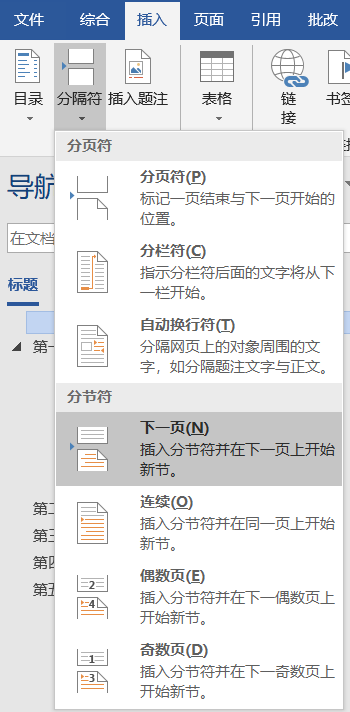 文件 综合 插入 页面 引用 批改
目录 分隔符 插入题注 表格 链接
分页符
导航
分页符(P)
标记一页结束与下一页开始的位置。
在文档
分栏符(C)
指示分栏符后面的文字将从下一栏开始。
标题
自动换行符(T)
分隔网页上的对象周围的文字，如分隔题注文字与正文。
第一
分节符
下一页(N)
插入分节符并在下一页上开始新节。
连续(O)
插入分节符并在同一页上开始新节。
第二
第三
第四
偶数页(E)
插入分节符并在下一偶数页上开始新节。
2
4
第五
奇数页(D)
插入分节符并在下一奇数页上开始新节。
1
3